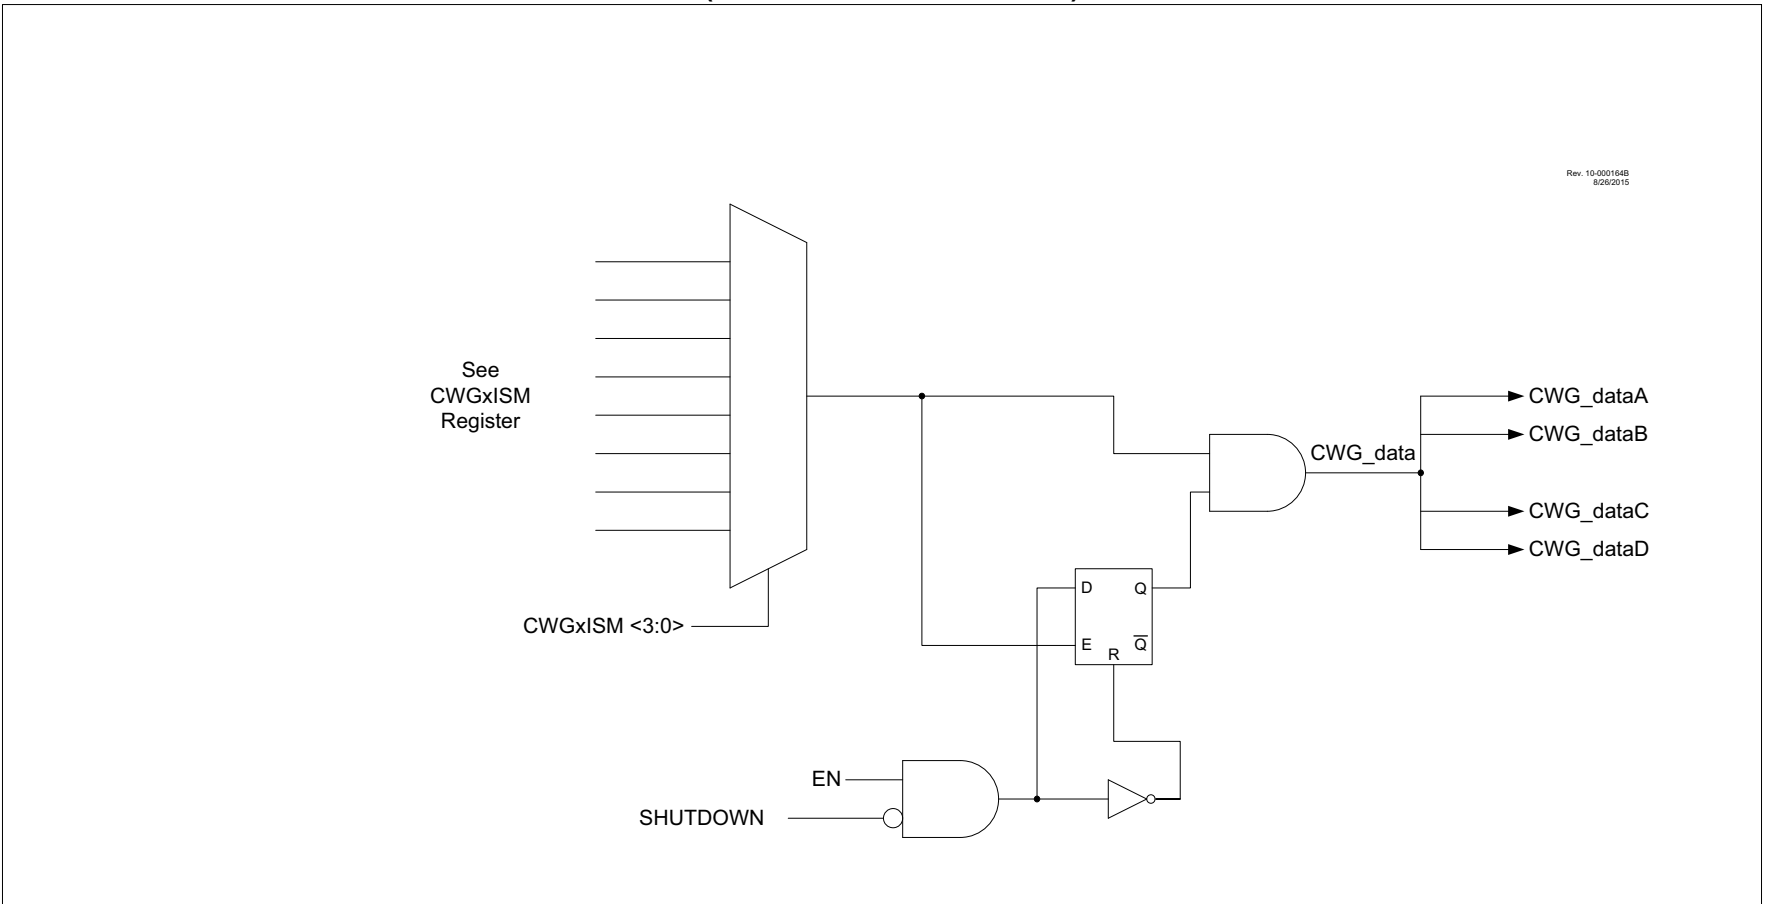 Rev. 10-000164B
8/26/2015
See
CWGxISM
Register
CWGxISM <3:0>
CWG_data
CWG_dataA
CWG_dataB
CWG_dataC
CWG_dataD
D
Q
E
Q̅
R
EN
SHUTDOWN